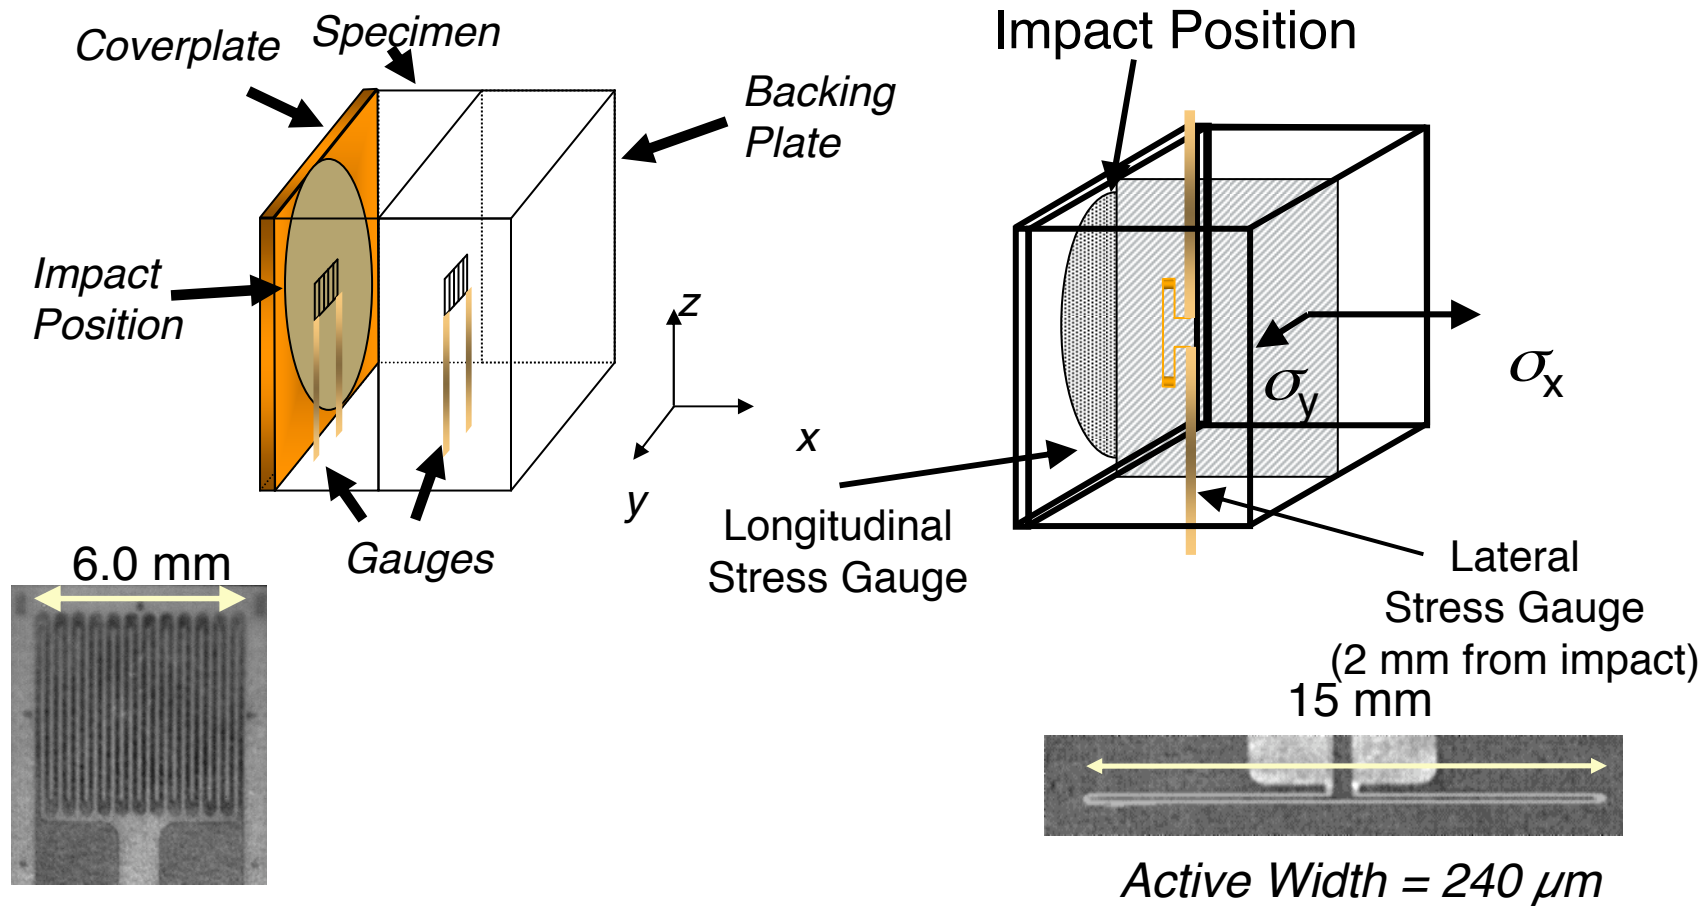 Coverplate
Specimen
Backing
Plate
Impact
Position
Gauges
z
x
y
6.0 mm
Impact Position
σx
σy
Longitudinal
Stress Gauge
Lateral
Stress Gauge
(2 mm from impact)
15 mm
Active Width = 240 µm